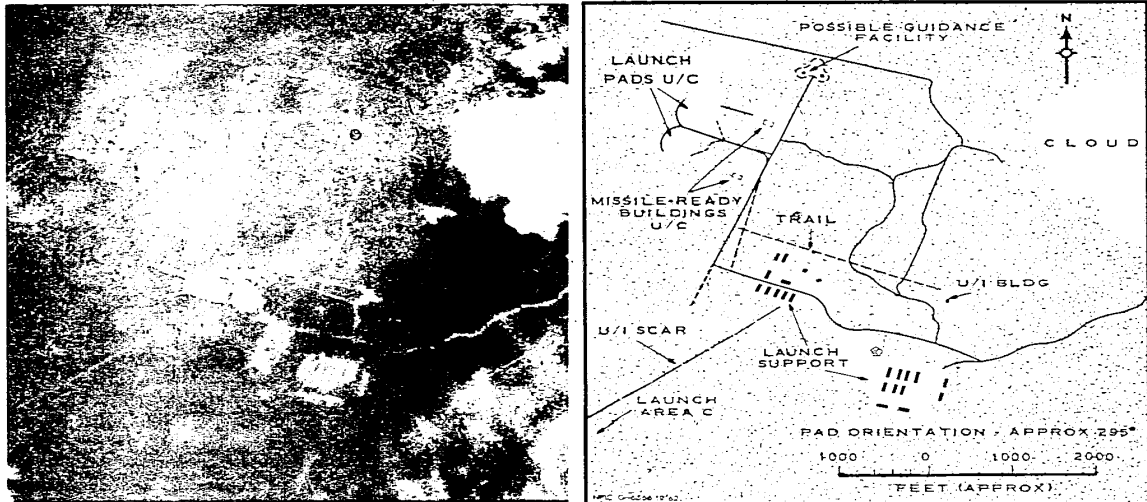 POSSIBLE GUIDANCE
FACILITY
N
LAUNCH
PADS U/C
CLOUD
MISSILE-READY
BUILDINGS
U/C
TRAIL
U/I BLDG
U/I SCAR
LAUNCH
SUPPORT
LAUNCH
AREA C
PAD ORIENTATION - APPROX 295°
1000 0 1000 2000
FEET (APPROX)